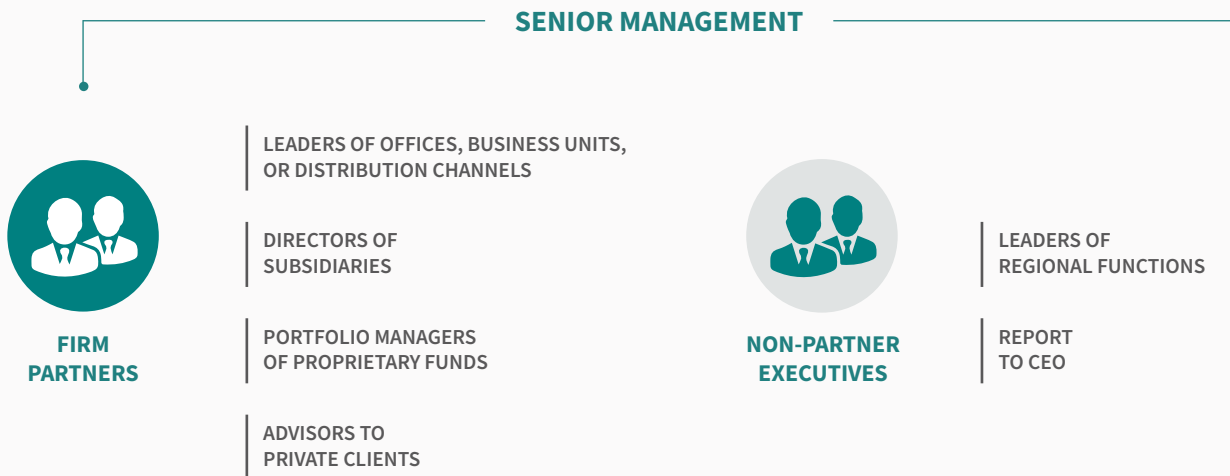 SENIOR MANAGEMENT
FIRM
PARTNERS
LEADERS OF OFFICES, BUSINESS UNITS,
OR DISTRIBUTION CHANNELS
DIRECTORS OF
SUBSIDIARIES
PORTFOLIO MANAGERS
OF PROPRIETARY FUNDS
ADVISORS TO
PRIVATE CLIENTS
NON-PARTNER
EXECUTIVES
LEADERS OF
REGIONAL FUNCTIONS
REPORT
TO CEO